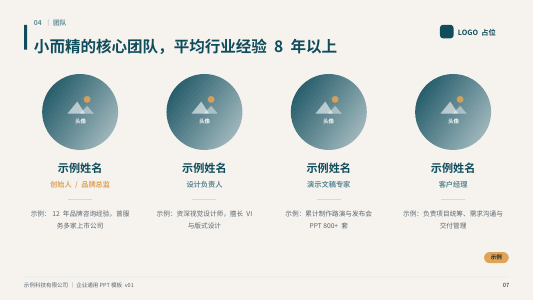 04 | 团队
小而精的核心团队，平均行业经验 8 年以上
LOGO 占位
头像 头像 头像 头像
示例姓名 示例姓名 示例姓名 示例姓名
创始人 / 品牌总监 设计负责人 演示文稿专家 客户经理
示例：12 年品牌咨询经验，曾服 示例：资深视觉设计师，擅长 VI 示例：累计制作路演与发布会 示例：负责项目统筹、需求沟通与
务多家上市公司 与版式设计 PPT 800+ 套 交付管理
示例
示例科技有限公司 | 企业通用 PPT 模板 v01
07